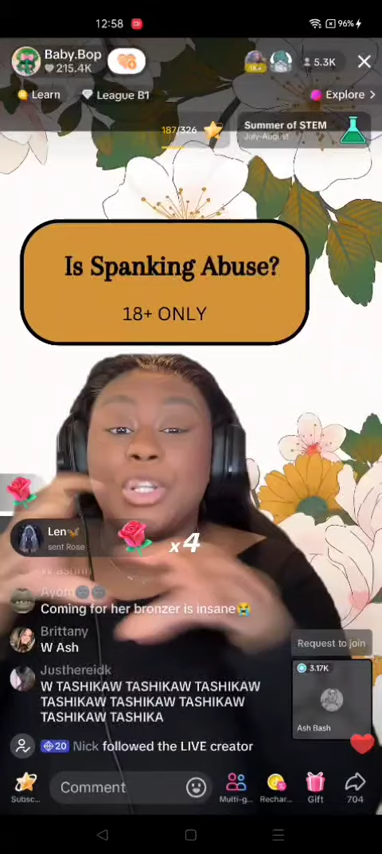 12:58
96%
Baby.Bop
215.4K
1K+
5.3K
Learn
League B1
Explore >
187/326
Summer of STEM
July-August
Is Spanking Abuse?
18+ ONLY
Len
sent Rose
x4
Coming for her bronzer is insane😭
Brittany
W Ash
Justhereidk
W TASHIKAW TASHIKAW TASHIKAW
TASHIKAW TASHIKAW TASHIKAW
TASHIKAW TASHIKA
Request to join
3.17K
Ash Bash
20 Nick followed the LIVE creator
Subsc...
Comment
Multi-g...
Rechar...
Gift
704